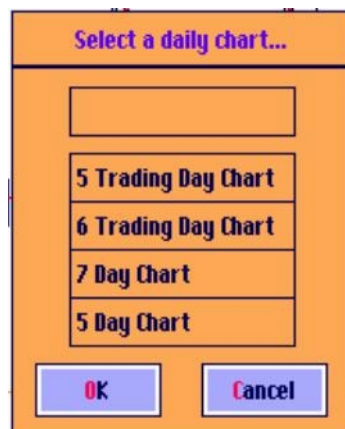 Select a daily chart...
5 Trading Day Chart
6 Trading Day Chart
7 Day Chart
5 Day Chart
OK
Cancel